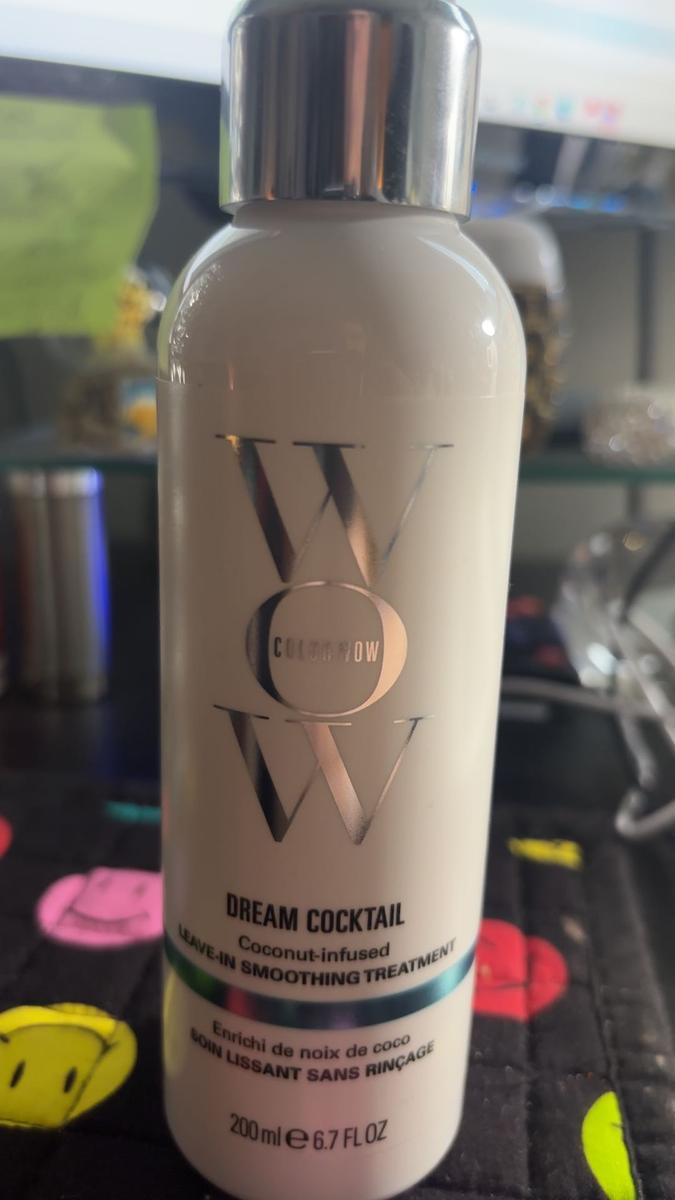 W
O
COLOR WOW
W
DREAM COCKTAIL
Coconut-infused
LEAVE-IN SMOOTHING TREATMENT
Enrichi de noix de coco
SOIN LISSANT SANS RINÇAGE
200 ml e 6.7 FL OZ